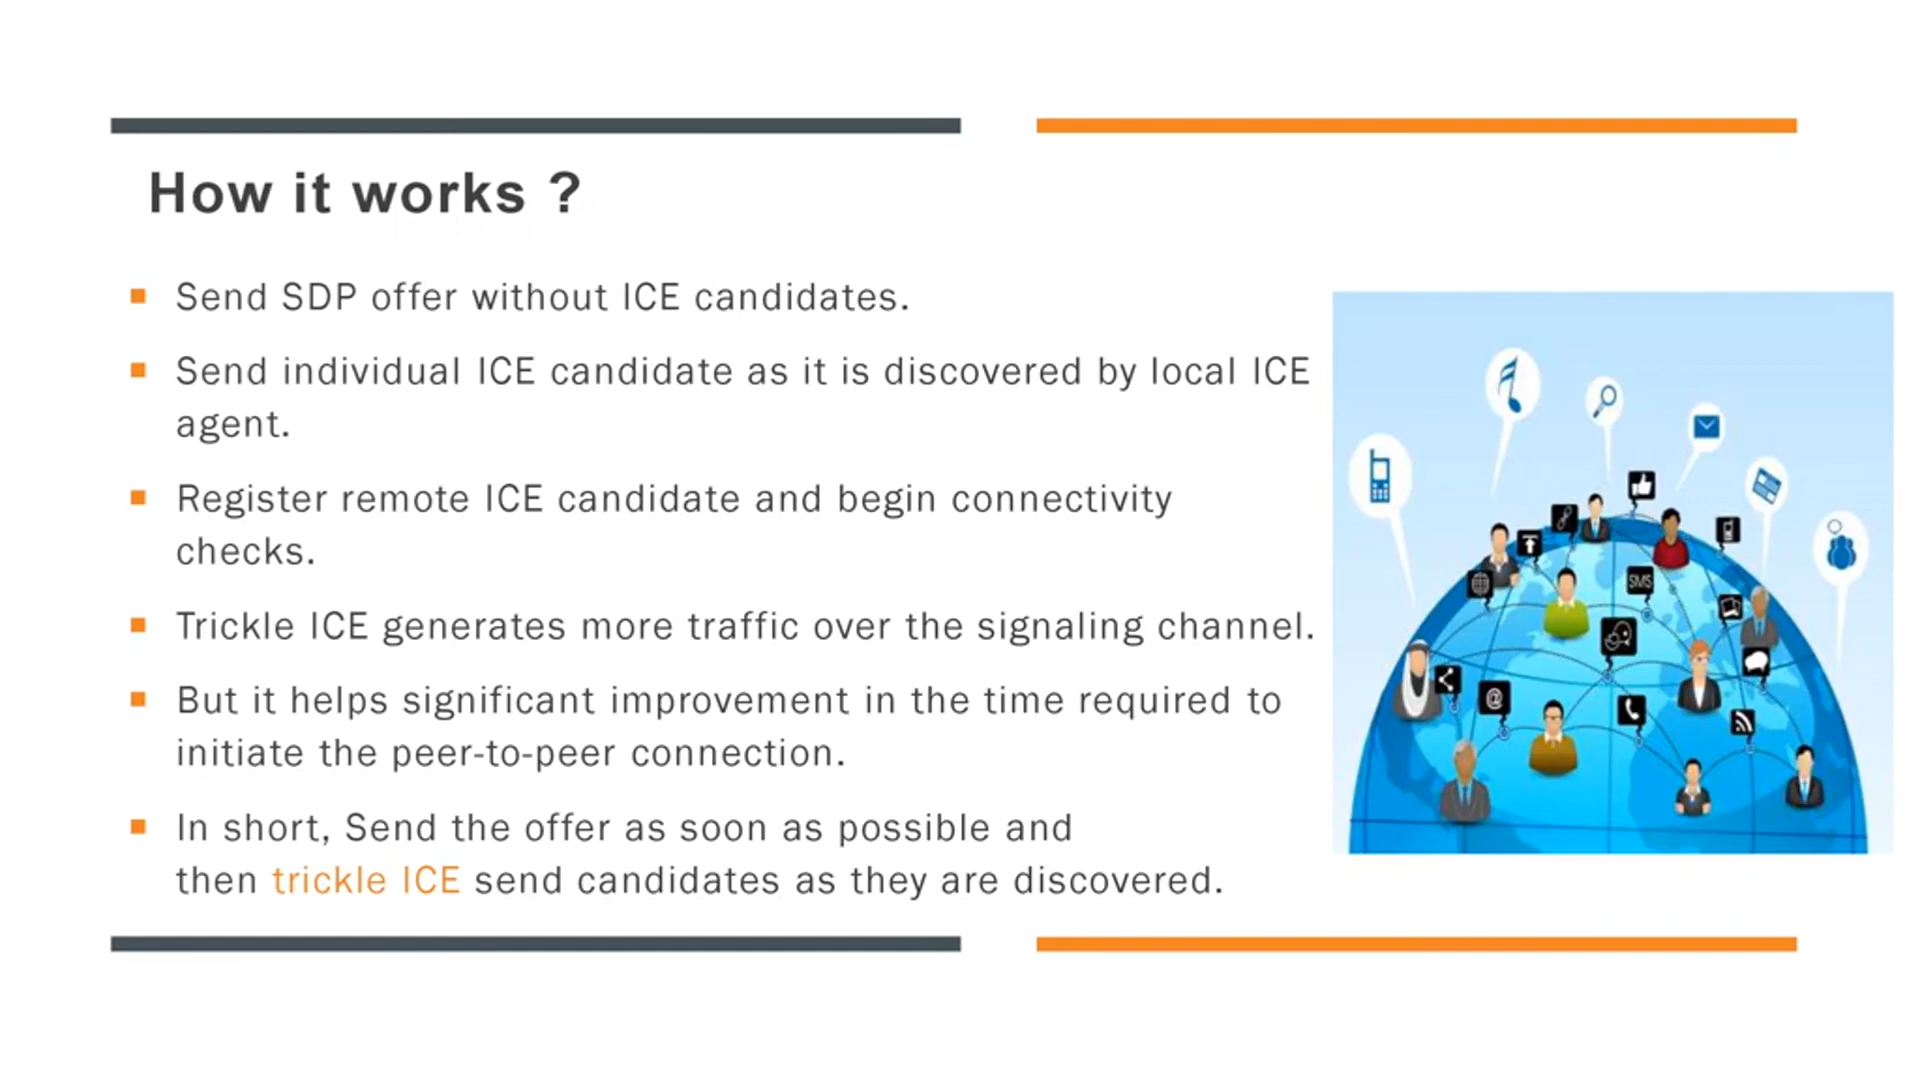 How it works ?
Send SDP offer without ICE candidates.
Send individual ICE candidate as it is discovered by local ICE
agent.
Register remote ICE candidate and begin connectivity
checks.
Trickle ICE generates more traffic over the signaling channel.
But it helps significant improvement in the time required to
initiate the peer-to-peer connection.
In short, Send the offer as soon as possible and
then trickle ICE send candidates as they are discovered.
SMS
@